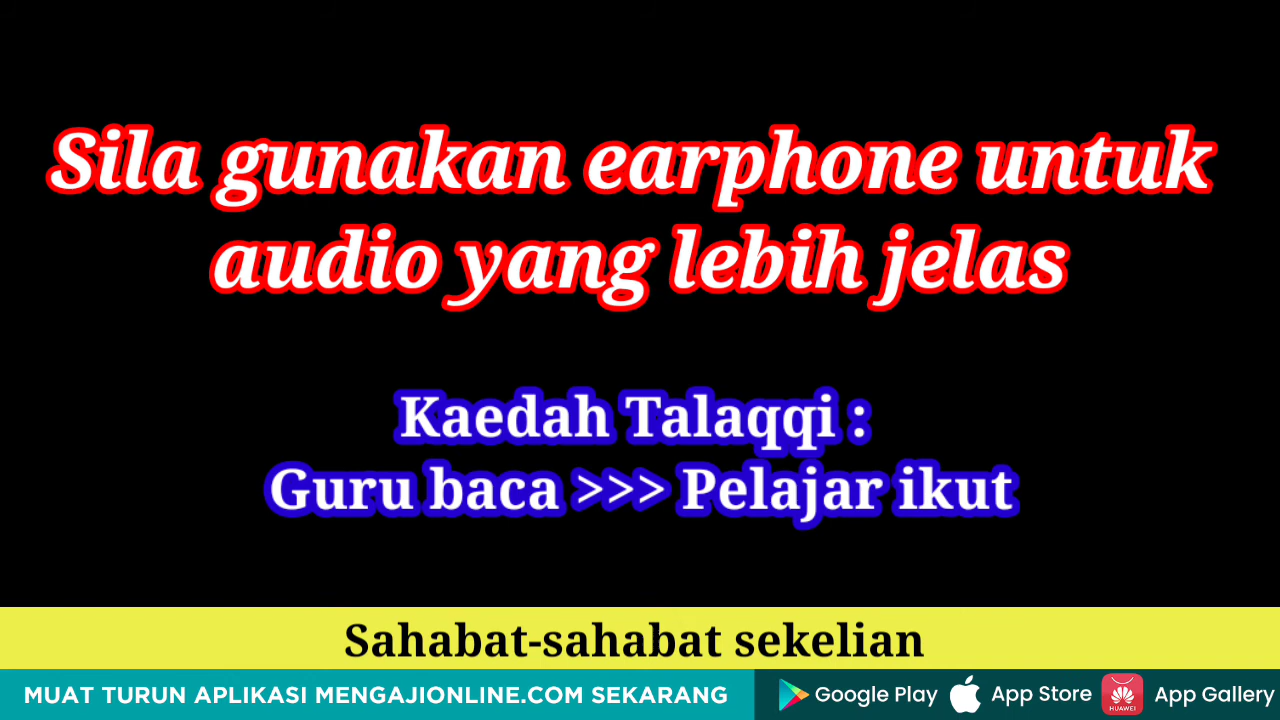 Sila gunakan earphone untuk
audio yang lebih jelas
Kaedah Talaqqi :
Guru baca >>> Pelajar ikut
Sahabat-sahabat sekelian
MUAT TURUN APLIKASI MENGAJIONLINE.COM SEKARANG Google Play App Store HUAWEI App Gallery